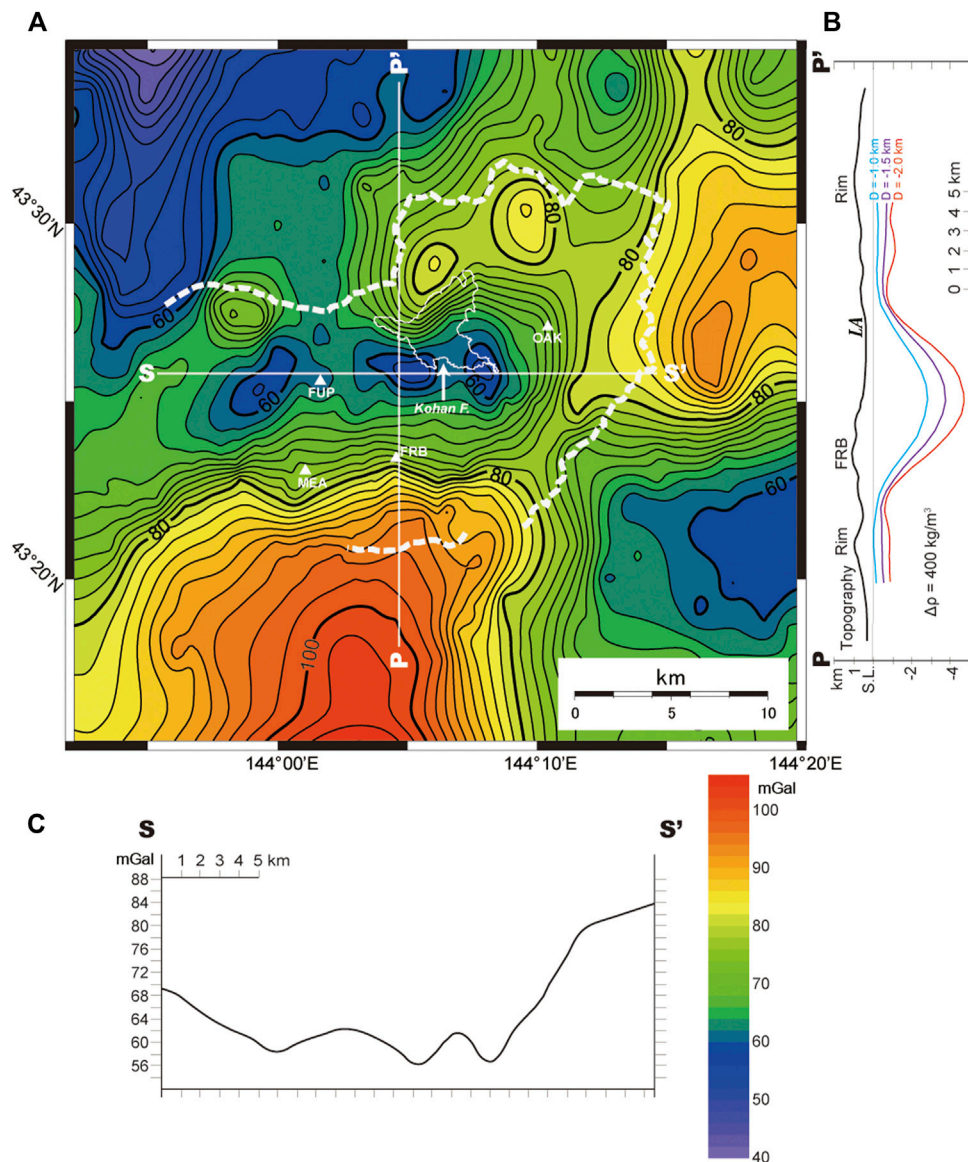 A
B
P'
P'
80
80
43°30'N
80
60
OAK
S
S'
60
FUP
60
Kohan F.
80
FRB
MEA
80
60
80
43°20'N
100
P
km
0 5 10
144°00'E 144°10'E 144°20'E
Rim
D = -1.0 km
D = -1.5 km
D = -2.0 km
0 1 2 3 4 5 km
LA
FRB
Rim
Topography
Δρ = 400 kg/m³
P
km
1
S.L.
-2
-4
C
S S'
mGal
1 2 3 4 5 km
88
84
80
76
72
68
64
60
56
mGal
100
90
80
70
60
50
40